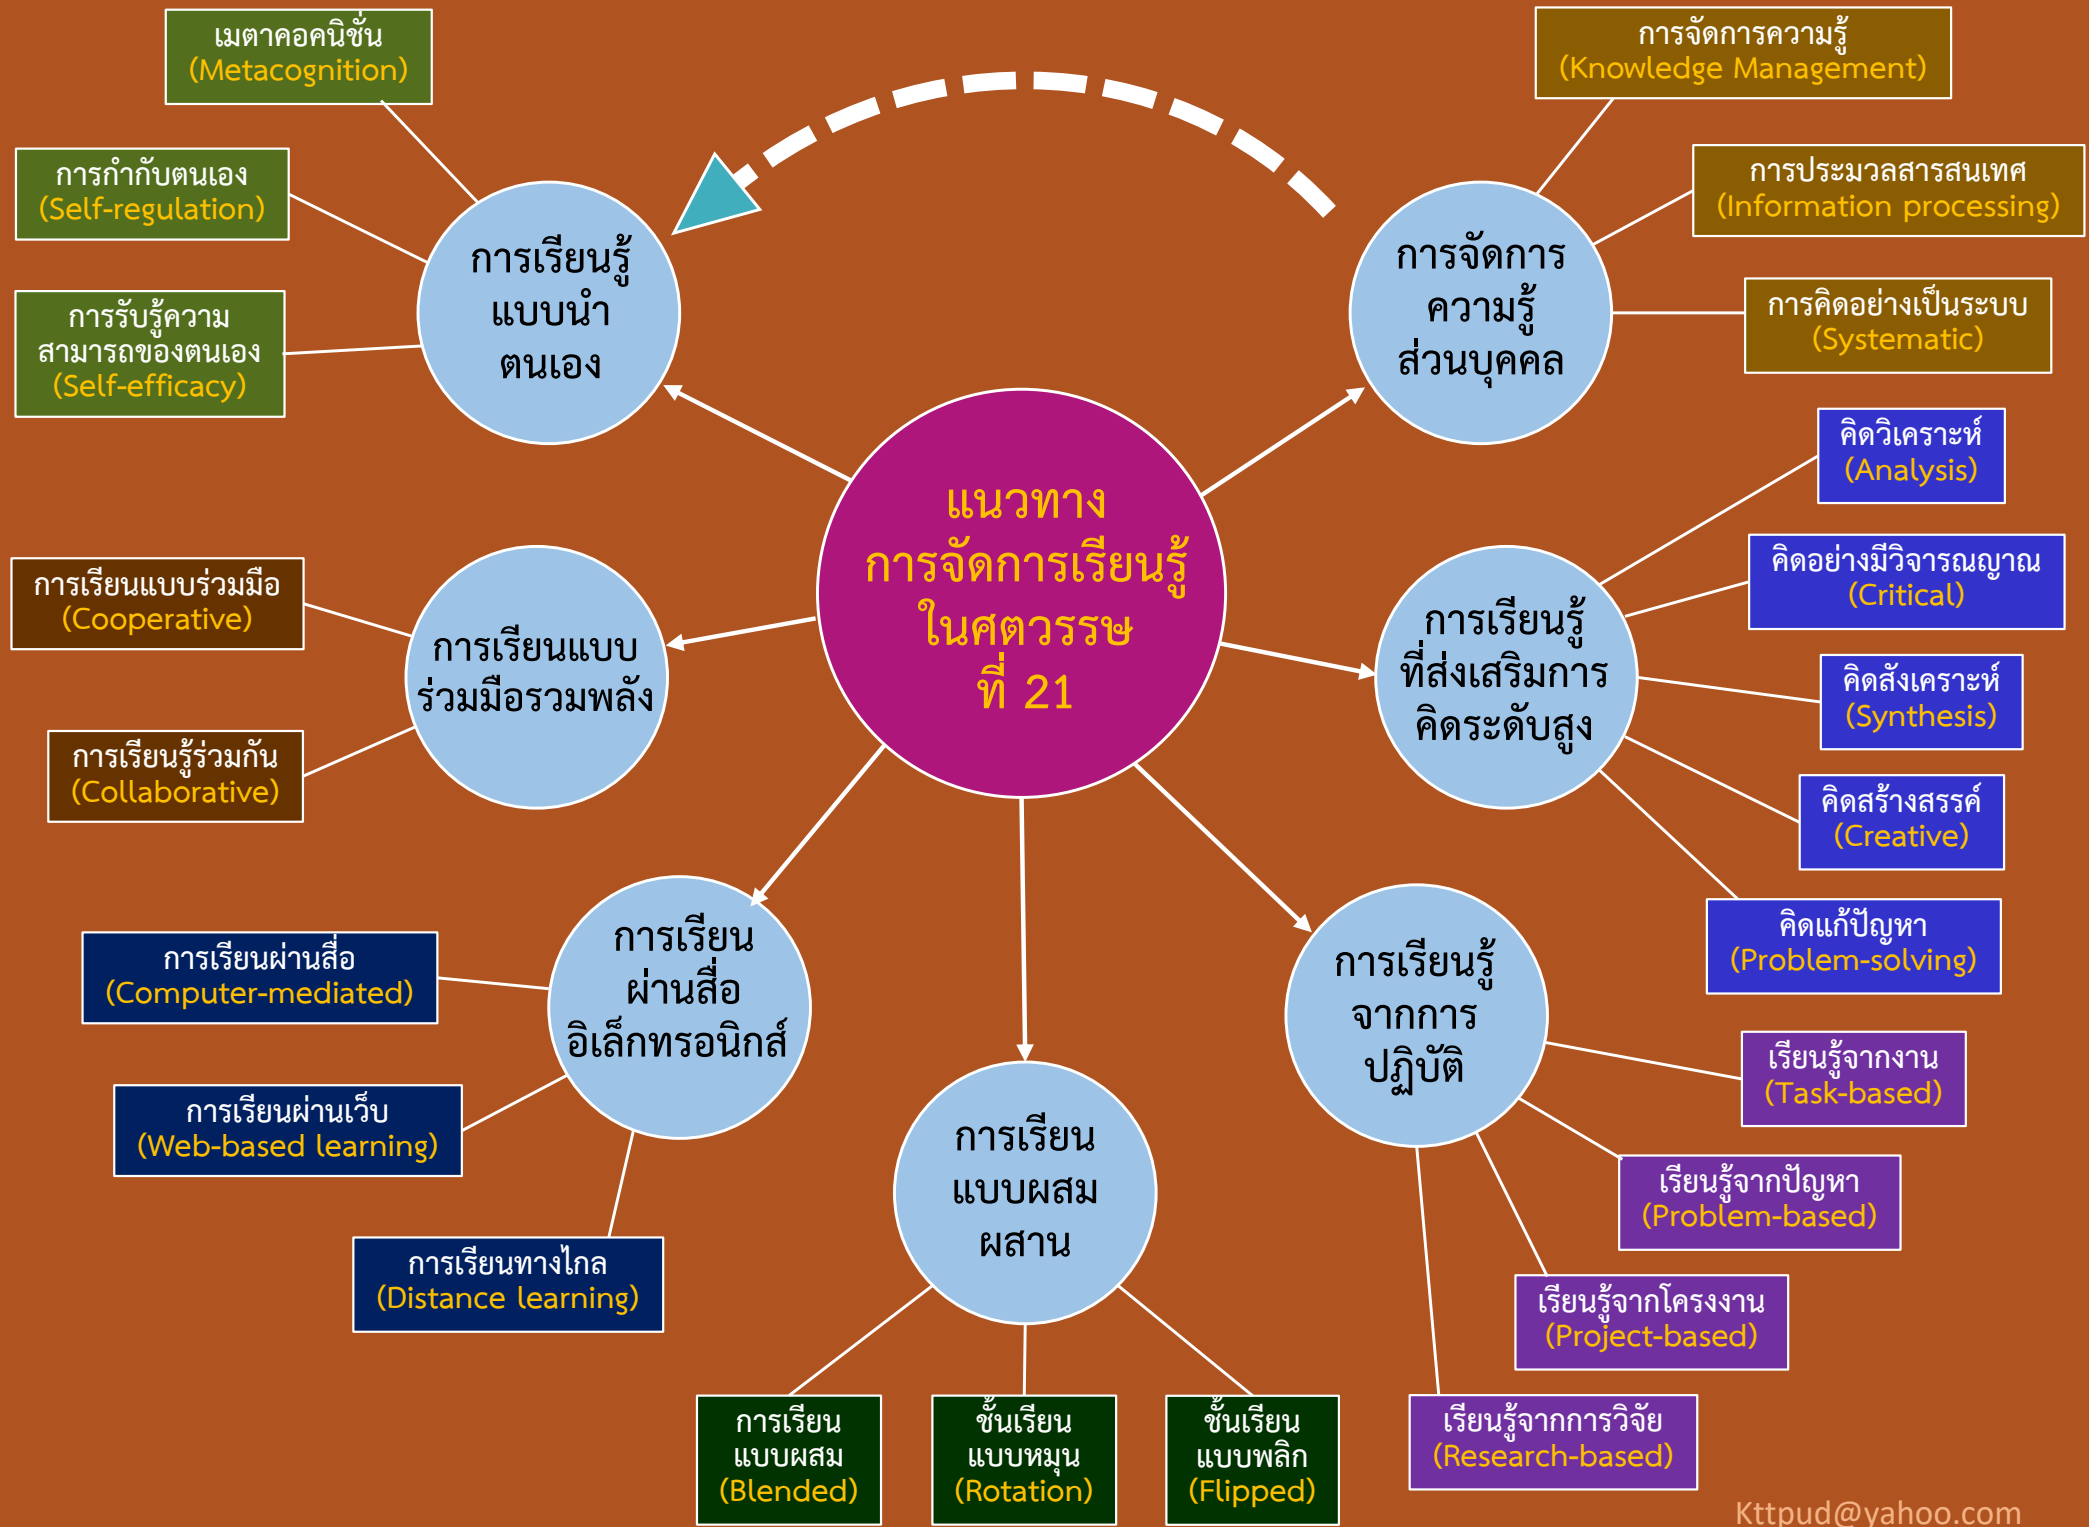 แนวทาง
การจัดการเรียนรู้
ในศตวรรษ
ที่ 21
การเรียนรู้
แบบนำ
ตนเอง
เมตาคอคนิชั่น
(Metacognition)
การกำกับตนเอง
(Self-regulation)
การรับรู้ความ
สามารถของตนเอง
(Self-efficacy)
การจัดการ
ความรู้
ส่วนบุคคล
การจัดการความรู้
(Knowledge Management)
การประมวลสารสนเทศ
(Information processing)
การคิดอย่างเป็นระบบ
(Systematic)
การเรียนรู้
ที่ส่งเสริมการ
คิดระดับสูง
คิดวิเคราะห์
(Analysis)
คิดอย่างมีวิจารณญาณ
(Critical)
คิดสังเคราะห์
(Synthesis)
คิดสร้างสรรค์
(Creative)
คิดแก้ปัญหา
(Problem-solving)
การเรียนแบบ
ร่วมมือรวมพลัง
การเรียนแบบร่วมมือ
(Cooperative)
การเรียนรู้ร่วมกัน
(Collaborative)
การเรียน
ผ่านสื่อ
อิเล็กทรอนิกส์
การเรียนผ่านสื่อ
(Computer-mediated)
การเรียนผ่านเว็บ
(Web-based learning)
การเรียนทางไกล
(Distance learning)
การเรียน
แบบผสม
ผสาน
การเรียน
แบบผสม
(Blended)
ชั้นเรียน
แบบหมุน
(Rotation)
ชั้นเรียน
แบบพลิก
(Flipped)
การเรียนรู้
จากการ
ปฏิบัติ
เรียนรู้จากงาน
(Task-based)
เรียนรู้จากปัญหา
(Problem-based)
เรียนรู้จากโครงงาน
(Project-based)
เรียนรู้จากการวิจัย
(Research-based)
Kttpud@yahoo.com